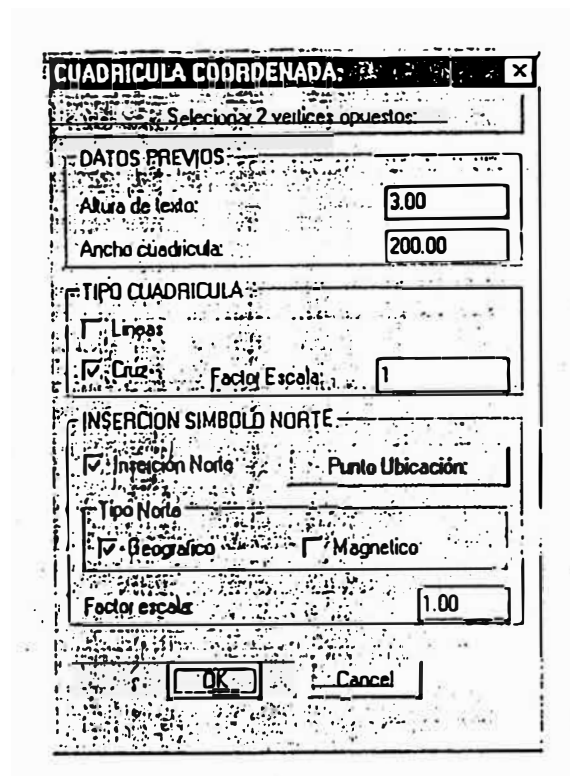 CUADRICULA COORDENADA:
Selecionar 2 vertices opuestos:
DATOS PREVIOS
Altura de texto: 3.00
Ancho cuadricula: 200.00
TIPO CUADRICULA
Lineas
Cruz Factor Escala: 1
INSERCION SIMBOLO NORTE
Inserción Norte Punto Ubicación:
Tipo Norte
Geografico Magnetico
Factor escala: 1.00
OK Cancel